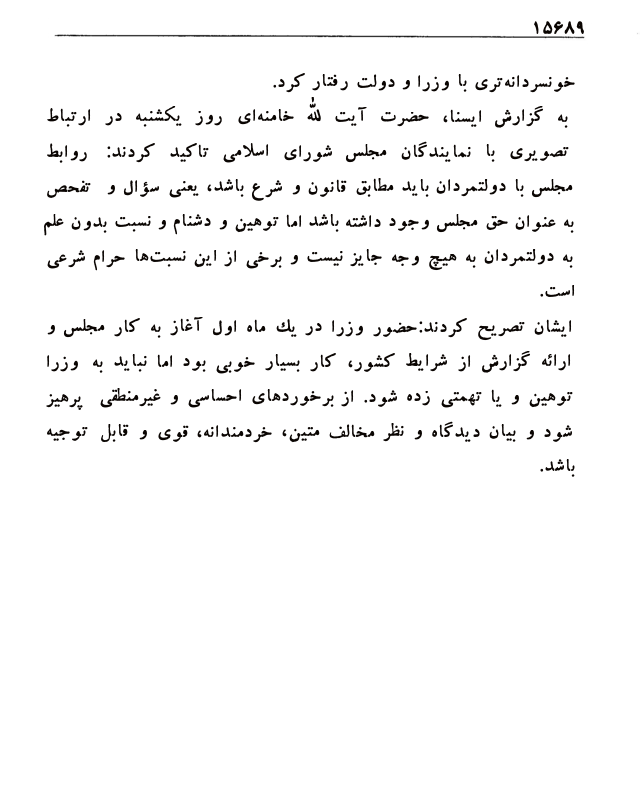 ۱۵۶۸۹
خونسردانه‌تری با وزرا و دولت رفتار کرد.
به گزارش ایسنا، حضرت آیت الله خامنه‌ای روز یکشنبه در ارتباط
تصویری با نمایندگان مجلس شورای اسلامی تاکید کردند: روابط
مجلس با دولتمردان باید مطابق قانون و شرع باشد، یعنی سؤال و تفحص
به عنوان حق مجلس وجود داشته باشد اما توهین و دشنام و نسبت بدون علم
به دولتمردان به هیچ وجه جایز نیست و برخی از این نسبت‌ها حرام شرعی
است.
ایشان تصریح کردند:حضور وزرا در یك ماه اول آغاز به کار مجلس و
ارائه گزارش از شرایط کشور، کار بسیار خوبی بود اما نباید به وزرا
توهین و یا تهمتی زده شود. از برخوردهای احساسی و غیرمنطقی پرهیز
شود و بیان دیدگاه و نظر مخالف متین، خردمندانه، قوی و قابل توجیه
باشد.